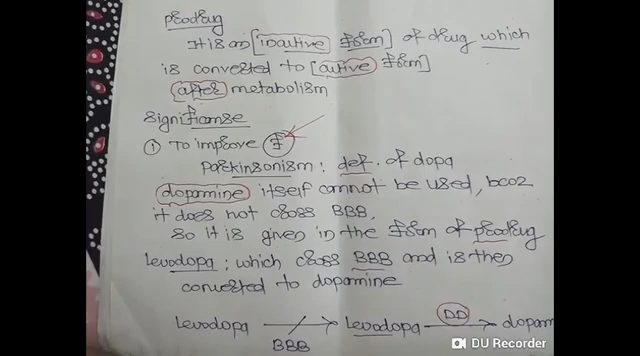 prodrug
It is an [inactive form] of drug which
is converted to [active form]
after metabolism
significanse
① To improve F
Parkinsonism : def. of dopa
dopamine itself cannot be used, bcoz
it does not cross BBB.
so it is given in the form of prodrug
Levodopa : which cross BBB and is then
converted to dopamine
Levodopa → Levodopa DD → dopam
BBB
DU Recorder